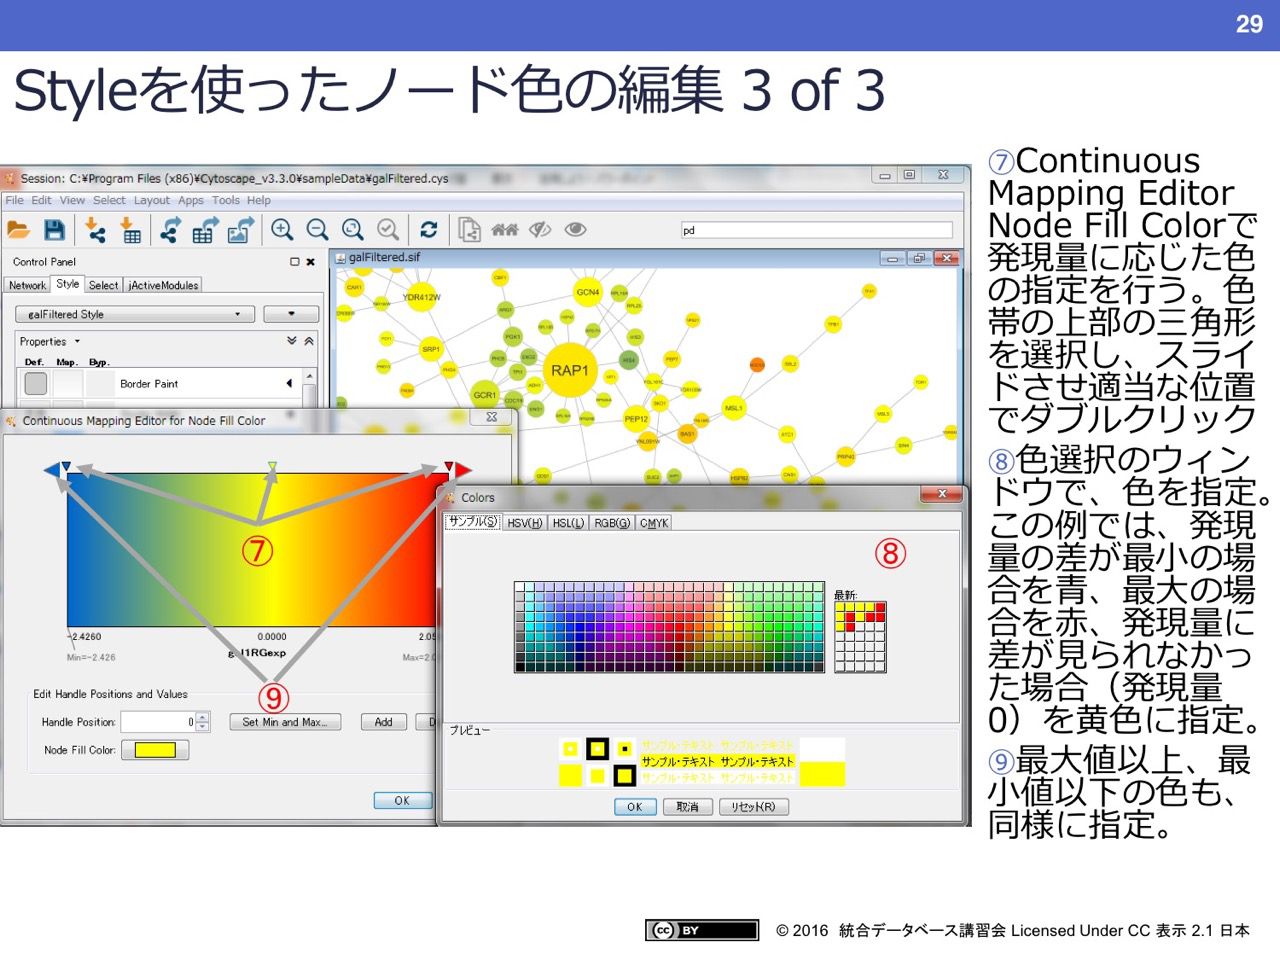 29
Styleを使ったノード色の編集 3 of 3
Session: C:¥Program Files (x86)¥Cytoscape_v3.3.0¥sampleData¥galFiltered.cys
File Edit View Select Layout Apps Tools Help
pd
Control Panel
galFiltered.sif
Network Style Select jActiveModules
galFiltered Style
Properties
Def. Map. Byp.
Border Paint
YDR412W
GCN4
SRP1
RAP1
GCR1
PEP12
MSL1
Continuous Mapping Editor for Node Fill Color
⑦
-2.4260
0.0000
Min=-2.426
⑨
Edit Handle Positions and Values
Handle Position: 0 Set Min and Max... Add
Node Fill Color:
OK
Colors
サンプル(S) HSV(H) HSL(L) RGB(G) CMYK
⑧
最新:
プレビュー
サンプル・テキスト サンプル・テキスト
サンプル・テキスト サンプル・テキスト
サンプル・テキスト サンプル・テキスト
OK 取消 リセット(R)
⑦Continuous
Mapping Editor
Node Fill Colorで
発現量に応じた色
の指定を行う。色
帯の上部の三角形
を選択し、スライ
ドさせ適当な位置
でダブルクリック
⑧色選択のウィン
ドウで、色を指定。
この例では、発現
量の差が最小の場
合を青、最大の場
合を赤、発現量に
差が見られなかっ
た場合（発現量
0）を黄色に指定。
⑨最大値以上、最
小値以下の色も、
同様に指定。
cc BY
© 2016 統合データベース講習会 Licensed Under CC 表示 2.1 日本